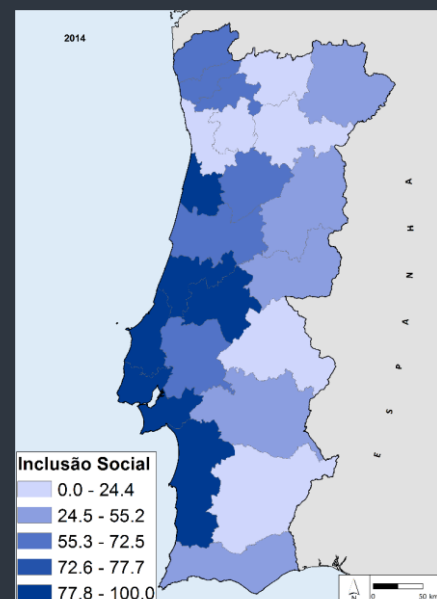 2014
E S P A N H A
Inclusão Social
0.0 - 24.4
24.5 - 55.2
55.3 - 72.5
72.6 - 77.7
77.8 - 100.0
N
0 50 km